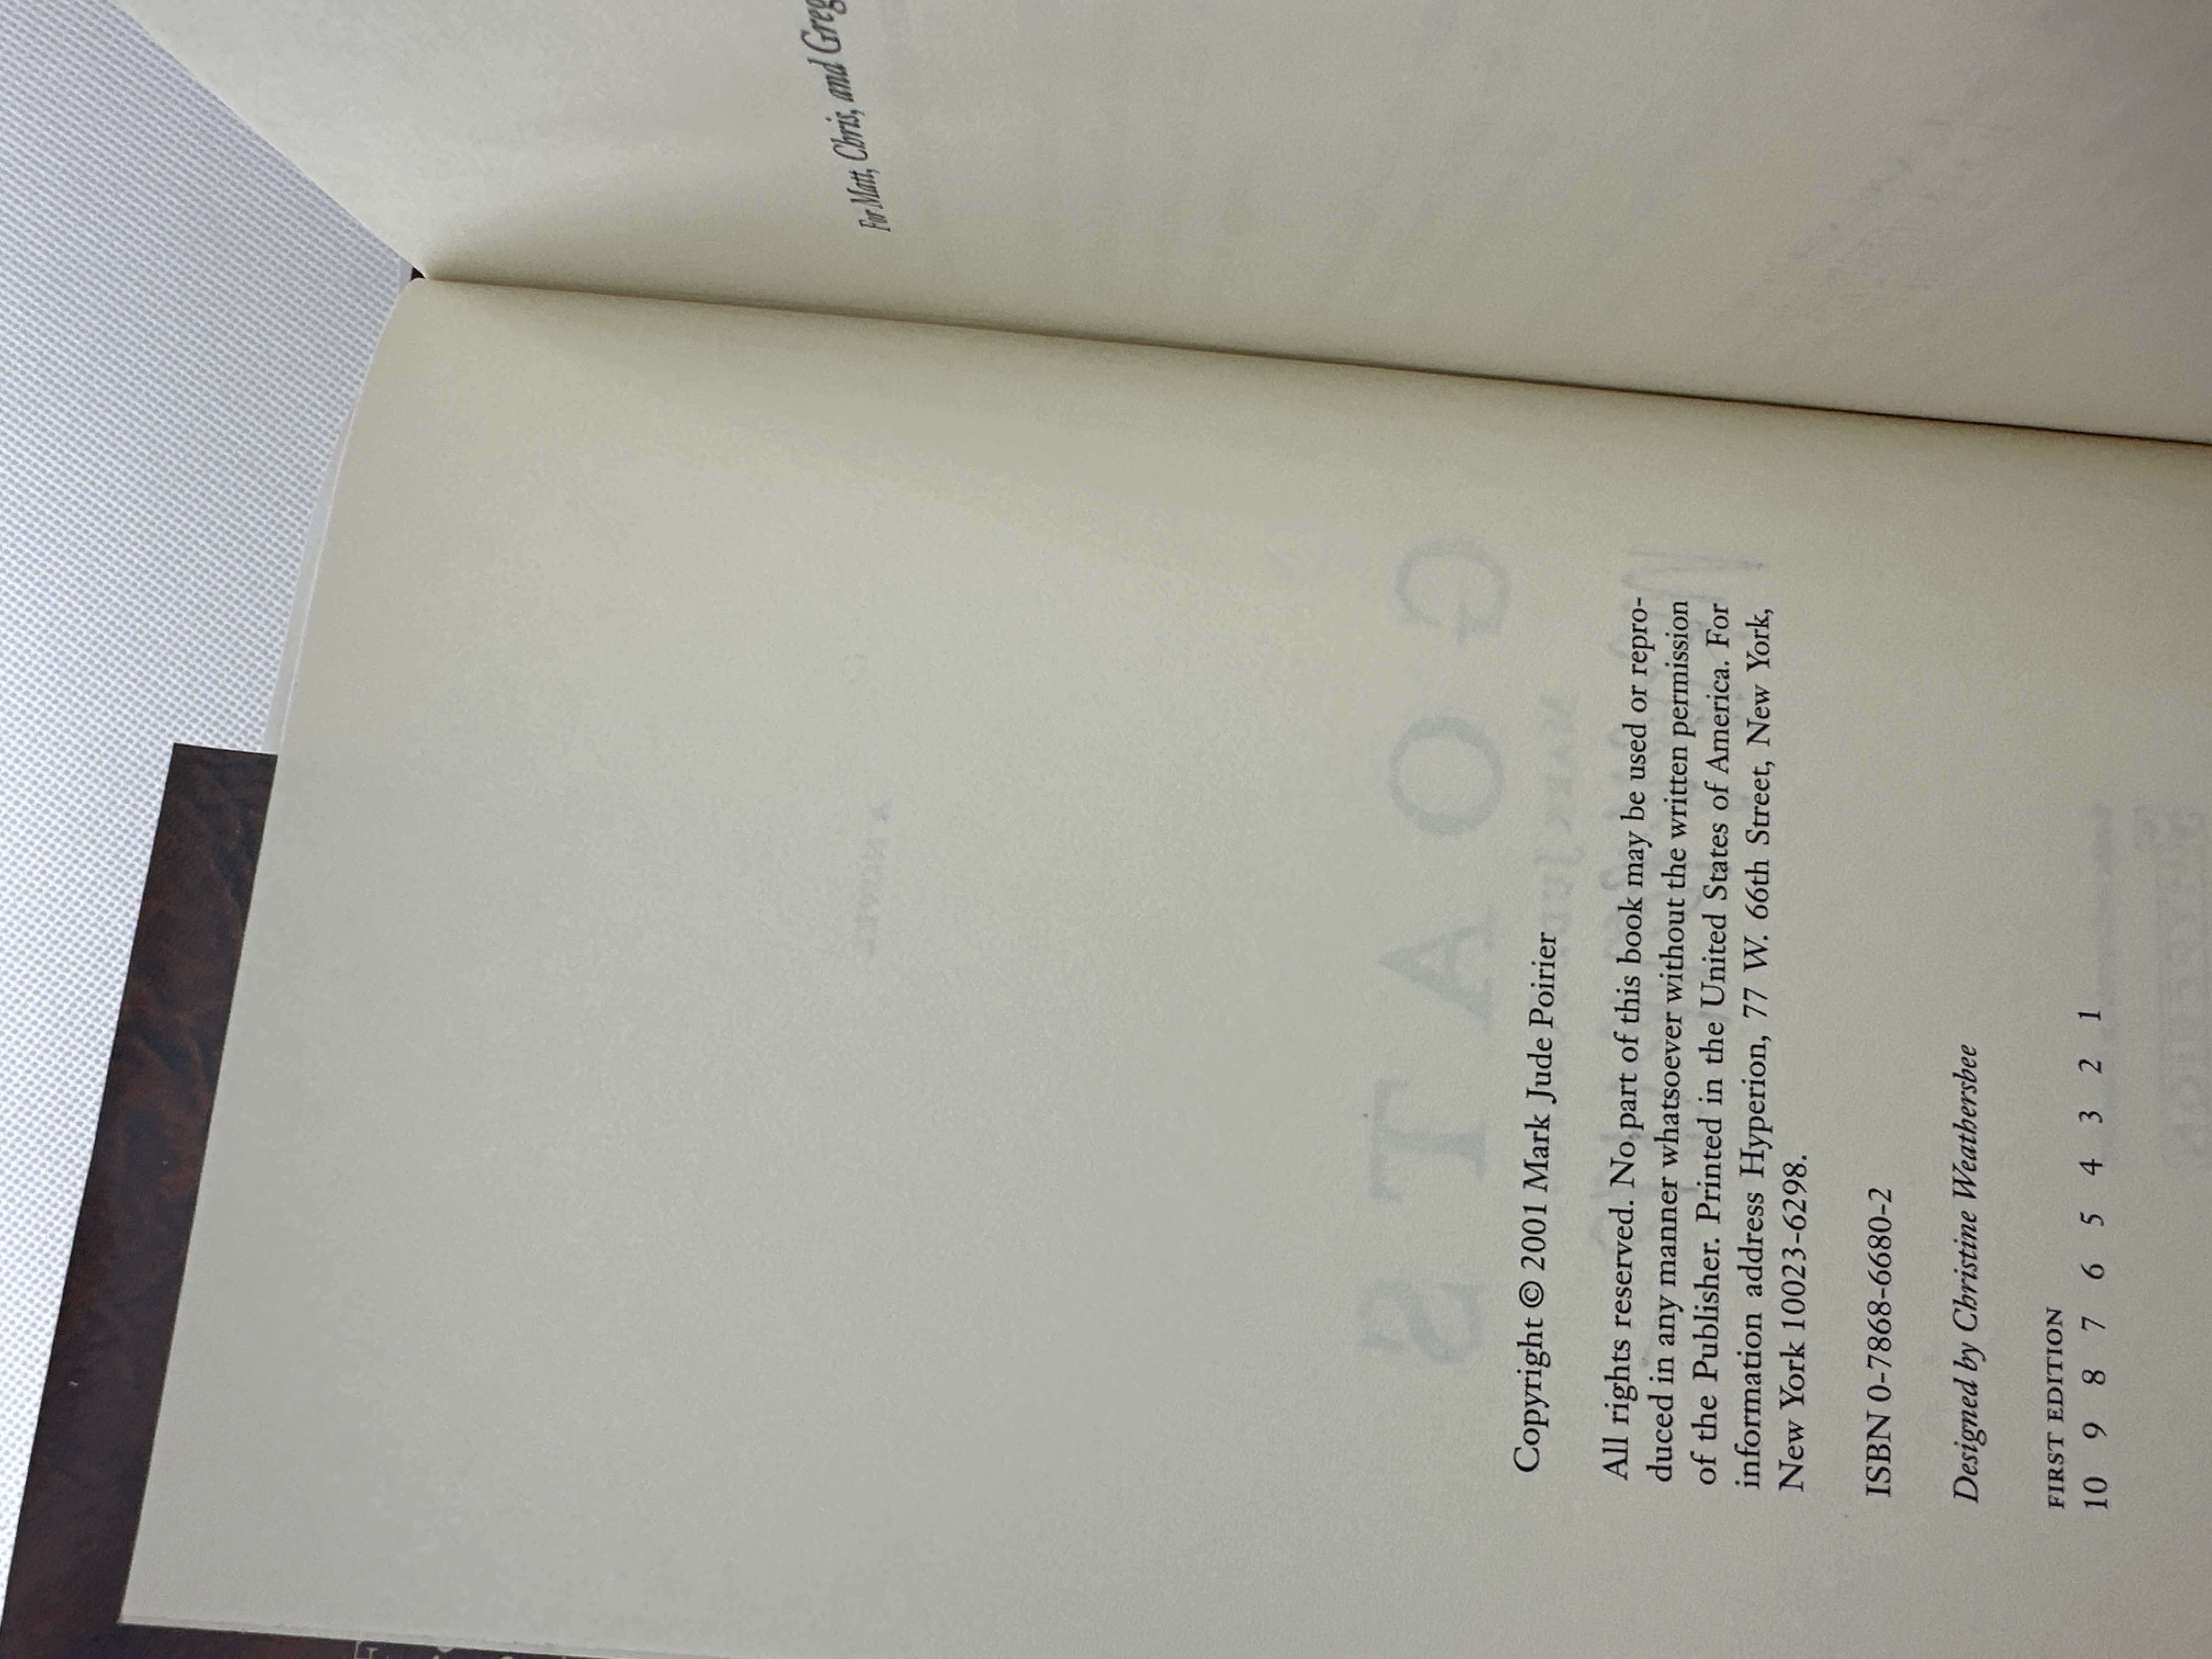 Copyright © 2001 Mark Jude Poirier
All rights reserved. No part of this book may be used or repro-
duced in any manner whatsoever without the written permission
of the Publisher. Printed in the United States of America. For
information address Hyperion, 77 W. 66th Street, New York,
New York 10023-6298.
ISBN 0-7868-6680-2
Designed by Christine Weathersbee
FIRST EDITION
10 9 8 7 6 5 4 3 2 1
For Matt, Chris, and Greg
GOATS
A NOVEL